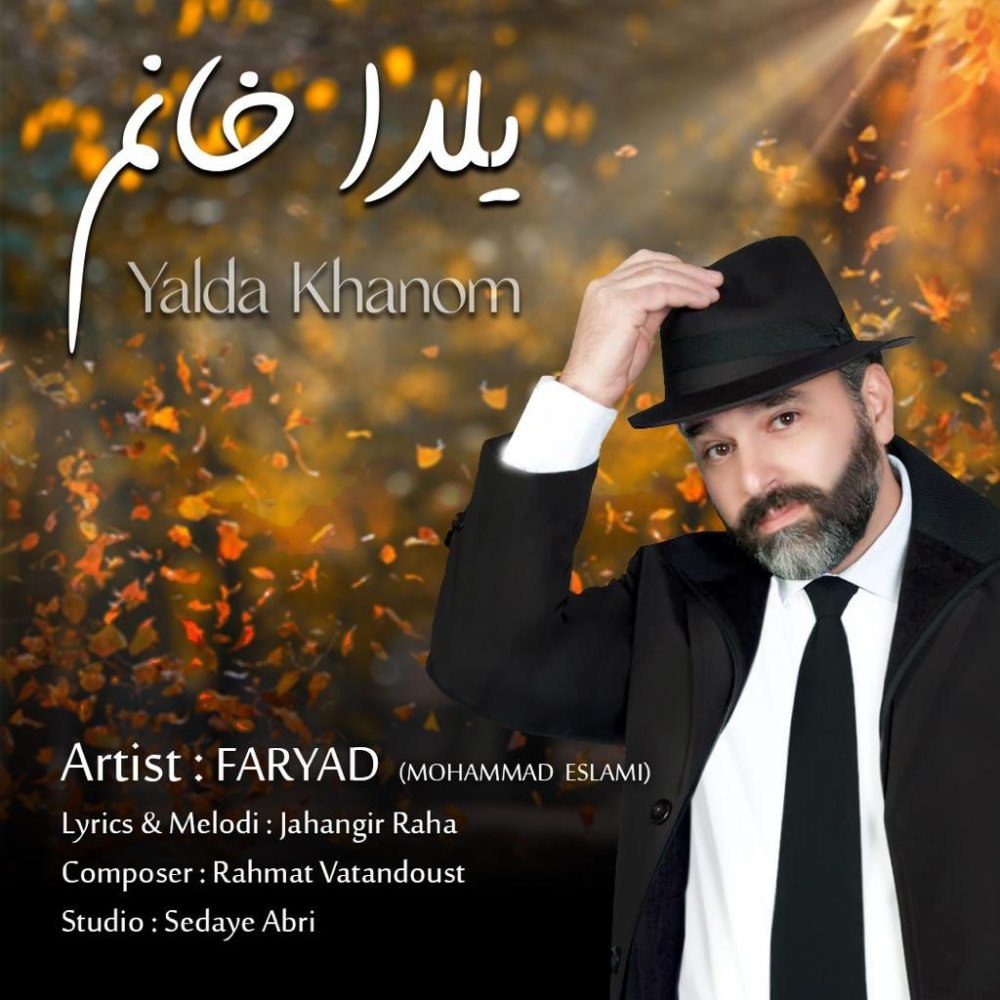 یلدا خانم
Yalda Khanom
Artist : FARYAD (MOHAMMAD ESLAMI)
Lyrics & Melodi : Jahangir Raha
Composer : Rahmat Vatandoust
Studio : Sedaye Abri